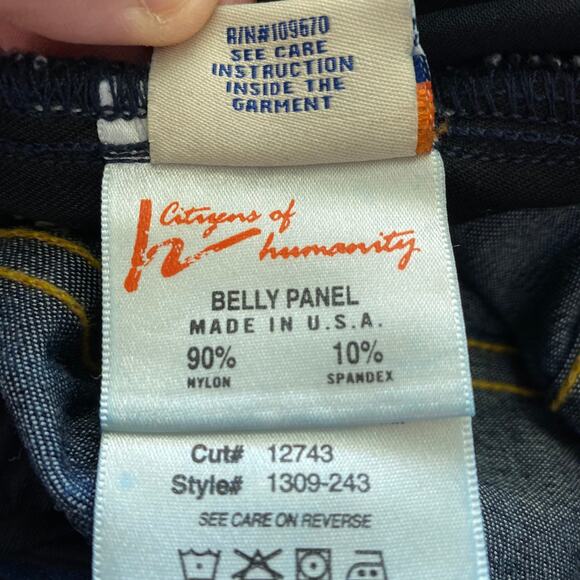 R/N#109670
SEE CARE
INSTRUCTION
INSIDE THE
GARMENT
Citizens of
humanity
BELLY PANEL
MADE IN U.S.A.
90% 10%
NYLON SPANDEX
Cut# 12743
Style# 1309-243
SEE CARE ON REVERSE